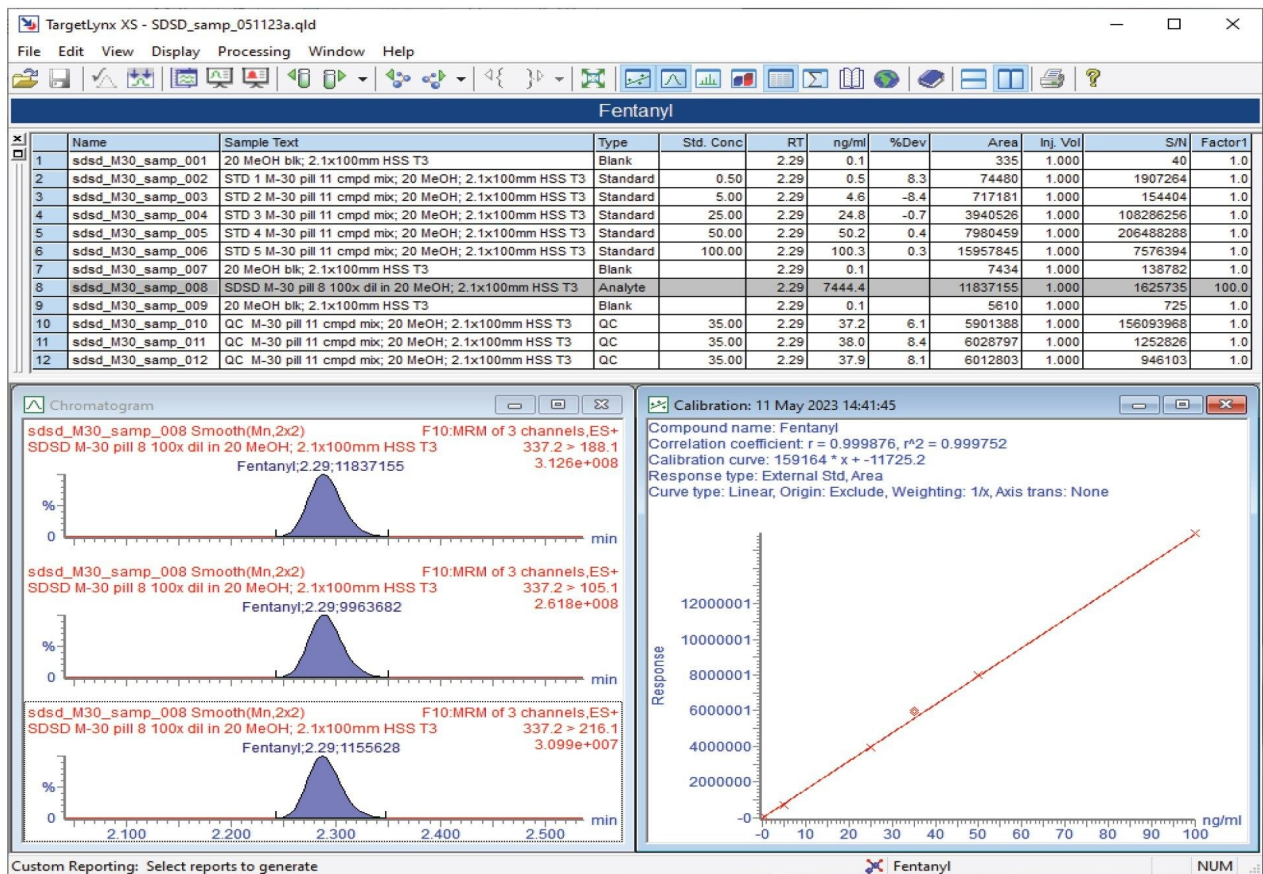 TargetLynx XS - SDSD_samp_051123a.qld
File Edit View Display Processing Window Help
Fentanyl
Name Sample Text Type Std. Conc RT ng/ml %Dev Area Inj. Vol S/N Factor1
1 sdsd_M30_samp_001 20 MeOH blk; 2.1x100mm HSS T3 Blank 2.29 0.1 335 1.000 40 1.0
2 sdsd_M30_samp_002 STD 1 M-30 pill 11 cmpd mix; 20 MeOH; 2.1x100mm HSS T3 Standard 0.50 2.29 0.5 8.3 74480 1.000 1907264 1.0
3 sdsd_M30_samp_003 STD 2 M-30 pill 11 cmpd mix; 20 MeOH; 2.1x100mm HSS T3 Standard 5.00 2.29 4.6 -8.4 717181 1.000 154404 1.0
4 sdsd_M30_samp_004 STD 3 M-30 pill 11 cmpd mix; 20 MeOH; 2.1x100mm HSS T3 Standard 25.00 2.29 24.8 -0.7 3940526 1.000 108286256 1.0
5 sdsd_M30_samp_005 STD 4 M-30 pill 11 cmpd mix; 20 MeOH; 2.1x100mm HSS T3 Standard 50.00 2.29 50.2 0.4 7980459 1.000 206488288 1.0
6 sdsd_M30_samp_006 STD 5 M-30 pill 11 cmpd mix; 20 MeOH; 2.1x100mm HSS T3 Standard 100.00 2.29 100.3 0.3 15957845 1.000 7576394 1.0
7 sdsd_M30_samp_007 20 MeOH blk; 2.1x100mm HSS T3 Blank 2.29 0.1 7434 1.000 138782 1.0
8 sdsd_M30_samp_008 SDSD M-30 pill 8 100x dil in 20 MeOH; 2.1x100mm HSS T3 Analyte 2.29 7444.4 11837155 1.000 1625735 100.0
9 sdsd_M30_samp_009 20 MeOH blk; 2.1x100mm HSS T3 Blank 2.29 0.1 5610 1.000 725 1.0
10 sdsd_M30_samp_010 QC M-30 pill 11 cmpd mix; 20 MeOH; 2.1x100mm HSS T3 QC 35.00 2.29 37.2 6.1 5901388 1.000 156093968 1.0
11 sdsd_M30_samp_011 QC M-30 pill 11 cmpd mix; 20 MeOH; 2.1x100mm HSS T3 QC 35.00 2.29 38.0 8.4 6028797 1.000 1252826 1.0
12 sdsd_M30_samp_012 QC M-30 pill 11 cmpd mix; 20 MeOH; 2.1x100mm HSS T3 QC 35.00 2.29 37.9 8.1 6012803 1.000 946103 1.0
Chromatogram
sdsd_M30_samp_008 Smooth(Mn,2x2) F10:MRM of 3 channels,ES+
SDSD M-30 pill 8 100x dil in 20 MeOH; 2.1x100mm HSS T3 337.2 > 188.1
Fentanyl;2.29;11837155 3.126e+008
%
0
min
sdsd_M30_samp_008 Smooth(Mn,2x2) F10:MRM of 3 channels,ES+
SDSD M-30 pill 8 100x dil in 20 MeOH; 2.1x100mm HSS T3 337.2 > 105.1
Fentanyl;2.29;9963682 2.618e+008
%
0
min
sdsd_M30_samp_008 Smooth(Mn,2x2) F10:MRM of 3 channels,ES+
SDSD M-30 pill 8 100x dil in 20 MeOH; 2.1x100mm HSS T3 337.2 > 216.1
Fentanyl;2.29;1155628 3.099e+007
%
0
min
2.100 2.200 2.300 2.400 2.500
Calibration: 11 May 2023 14:41:45
Compound name: Fentanyl
Correlation coefficient: r = 0.999876, r^2 = 0.999752
Calibration curve: 159164 * x + -11725.2
Response type: External Std, Area
Curve type: Linear, Origin: Exclude, Weighting: 1/x, Axis trans: None
Response
12000001
10000001
8000001
6000001
4000000
2000000
-0
ng/ml
-0 10 20 30 40 50 60 70 80 90 100
Custom Reporting: Select reports to generate
Fentanyl
NUM